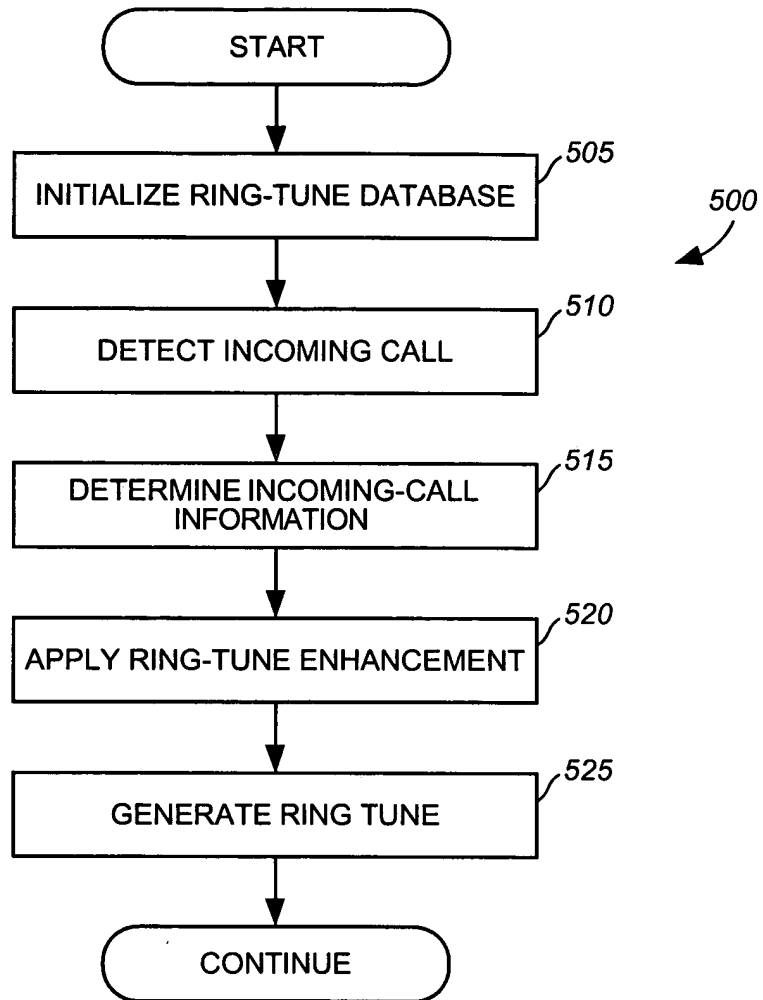 START
505
INITIALIZE RING-TUNE DATABASE
500
510
DETECT INCOMING CALL
515
DETERMINE INCOMING-CALL
INFORMATION
520
APPLY RING-TUNE ENHANCEMENT
525
GENERATE RING TUNE
CONTINUE